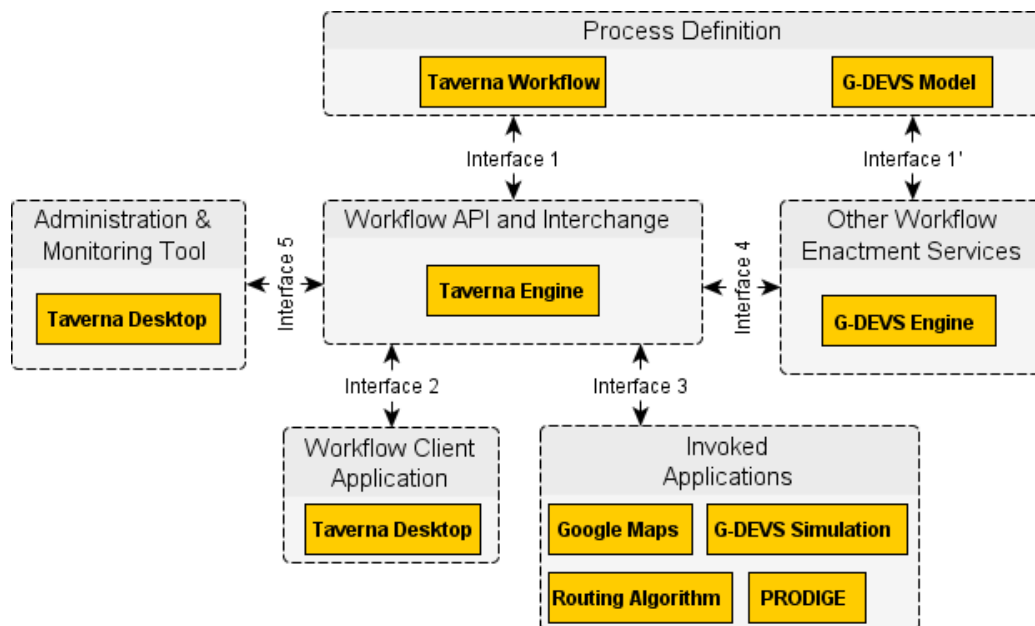 Process Definition
Taverna Workflow
G-DEVS Model
Interface 1
Interface 1'
Administration &
Monitoring Tool
Taverna Desktop
Interface 5
Workflow API and Interchange
Taverna Engine
Interface 4
Other Workflow
Enactment Services
G-DEVS Engine
Interface 2
Interface 3
Workflow Client
Application
Taverna Desktop
Invoked
Applications
Google Maps
G-DEVS Simulation
Routing Algorithm
PRODIGE